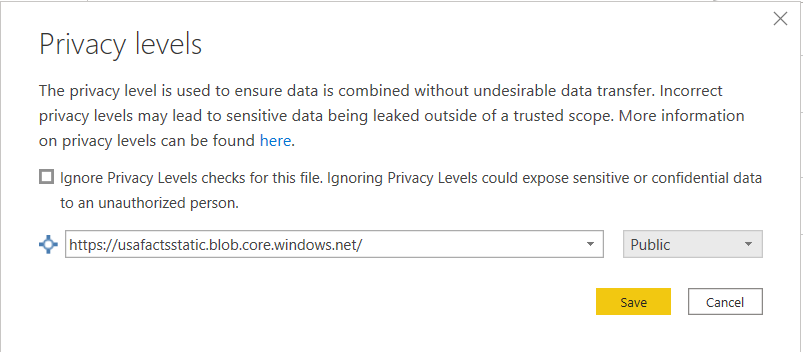 Privacy levels
The privacy level is used to ensure data is combined without undesirable data transfer. Incorrect
privacy levels may lead to sensitive data being leaked outside of a trusted scope. More information
on privacy levels can be found here.
Ignore Privacy Levels checks for this file. Ignoring Privacy Levels could expose sensitive or confidential data
to an unauthorized person.
https://usafactsstatic.blob.core.windows.net/ Public
Save Cancel